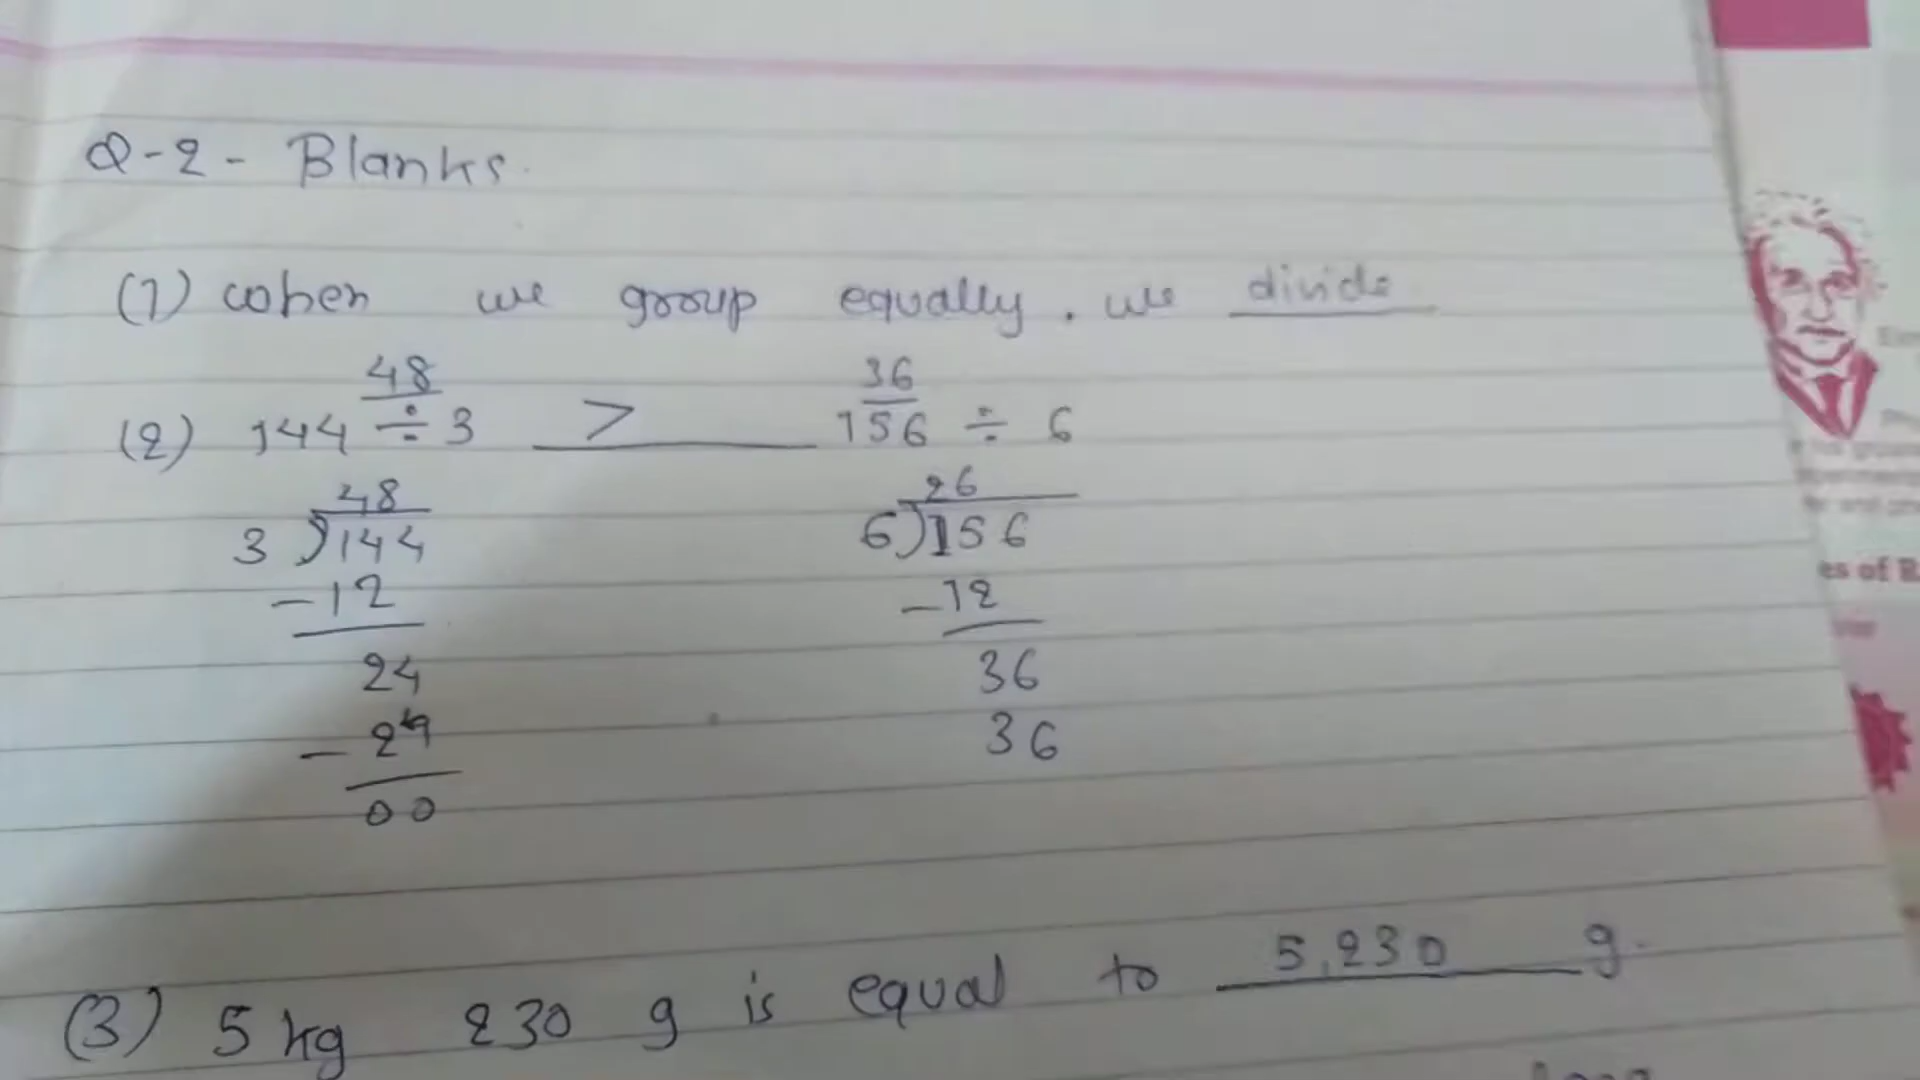 Q-2- Blanks.
(1) when we group equally. we divide
48 36
(2) 144 ÷ 3 > 156 ÷ 6
48 26
3)144 6)156
-12 -12
24 36
-24 36
00
(3) 5 kg 230 g is equal to 5,230 g.
es of R